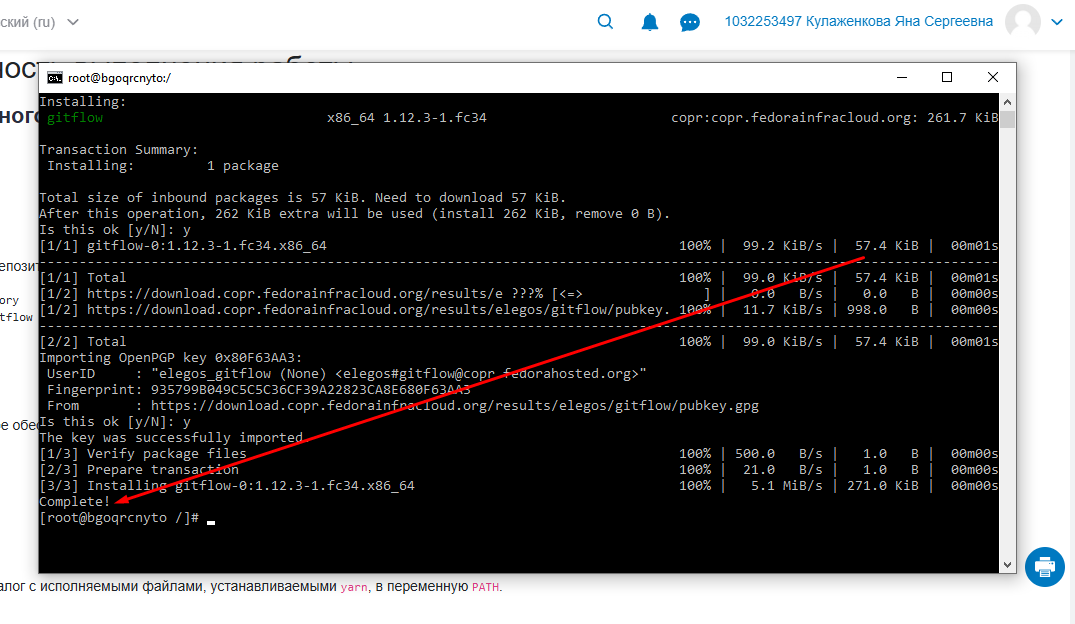 ский (ru)
1032253497 Кулаженкова Яна Сергеевна
root@bgoqrcnyto:/
Installing:
gitflow x86_64 1.12.3-1.fc34 copr:copr.fedorainfracloud.org: 261.7 KiB
Transaction Summary:
Installing: 1 package
Total size of inbound packages is 57 KiB. Need to download 57 KiB.
After this operation, 262 KiB extra will be used (install 262 KiB, remove 0 B).
Is this ok [y/N]: y
[1/1] gitflow-0:1.12.3-1.fc34.x86_64 100% | 99.2 KiB/s | 57.4 KiB | 00m01s
--------------------------------------------------------------------------------
[1/1] Total 100% | 99.0 KiB/s | 57.4 KiB | 00m01s
[1/2] https://download.copr.fedorainfracloud.org/results/e ???% [<=> ] | 0.0 B/s | 0.0 B | 00m00s
[1/2] https://download.copr.fedorainfracloud.org/results/elegos/gitflow/pubkey. 100% | 11.7 KiB/s | 998.0 B | 00m00s
--------------------------------------------------------------------------------
[2/2] Total 100% | 99.0 KiB/s | 57.4 KiB | 00m01s
Importing OpenPGP key 0x80F63AA3:
UserID : "elegos_gitflow (None) <elegos#gitflow@copr.fedorahosted.org>"
Fingerprint: 935799B049C5C5C36CF39A22823CA8E680F63AA3
From : https://download.copr.fedorainfracloud.org/results/elegos/gitflow/pubkey.gpg
Is this ok [y/N]: y
The key was successfully imported.
[1/3] Verify package files 100% | 500.0 B/s | 1.0 B | 00m00s
[2/3] Prepare transaction 100% | 21.0 B/s | 1.0 B | 00m00s
[3/3] Installing gitflow-0:1.12.3-1.fc34.x86_64 100% | 5.1 MiB/s | 271.0 KiB | 00m00s
Complete!
[root@bgoqrcnyto /]#
епозит
ory
tflow
е обес
алог с исполняемыми файлами, устанавливаемыми yarn, в переменную PATH.